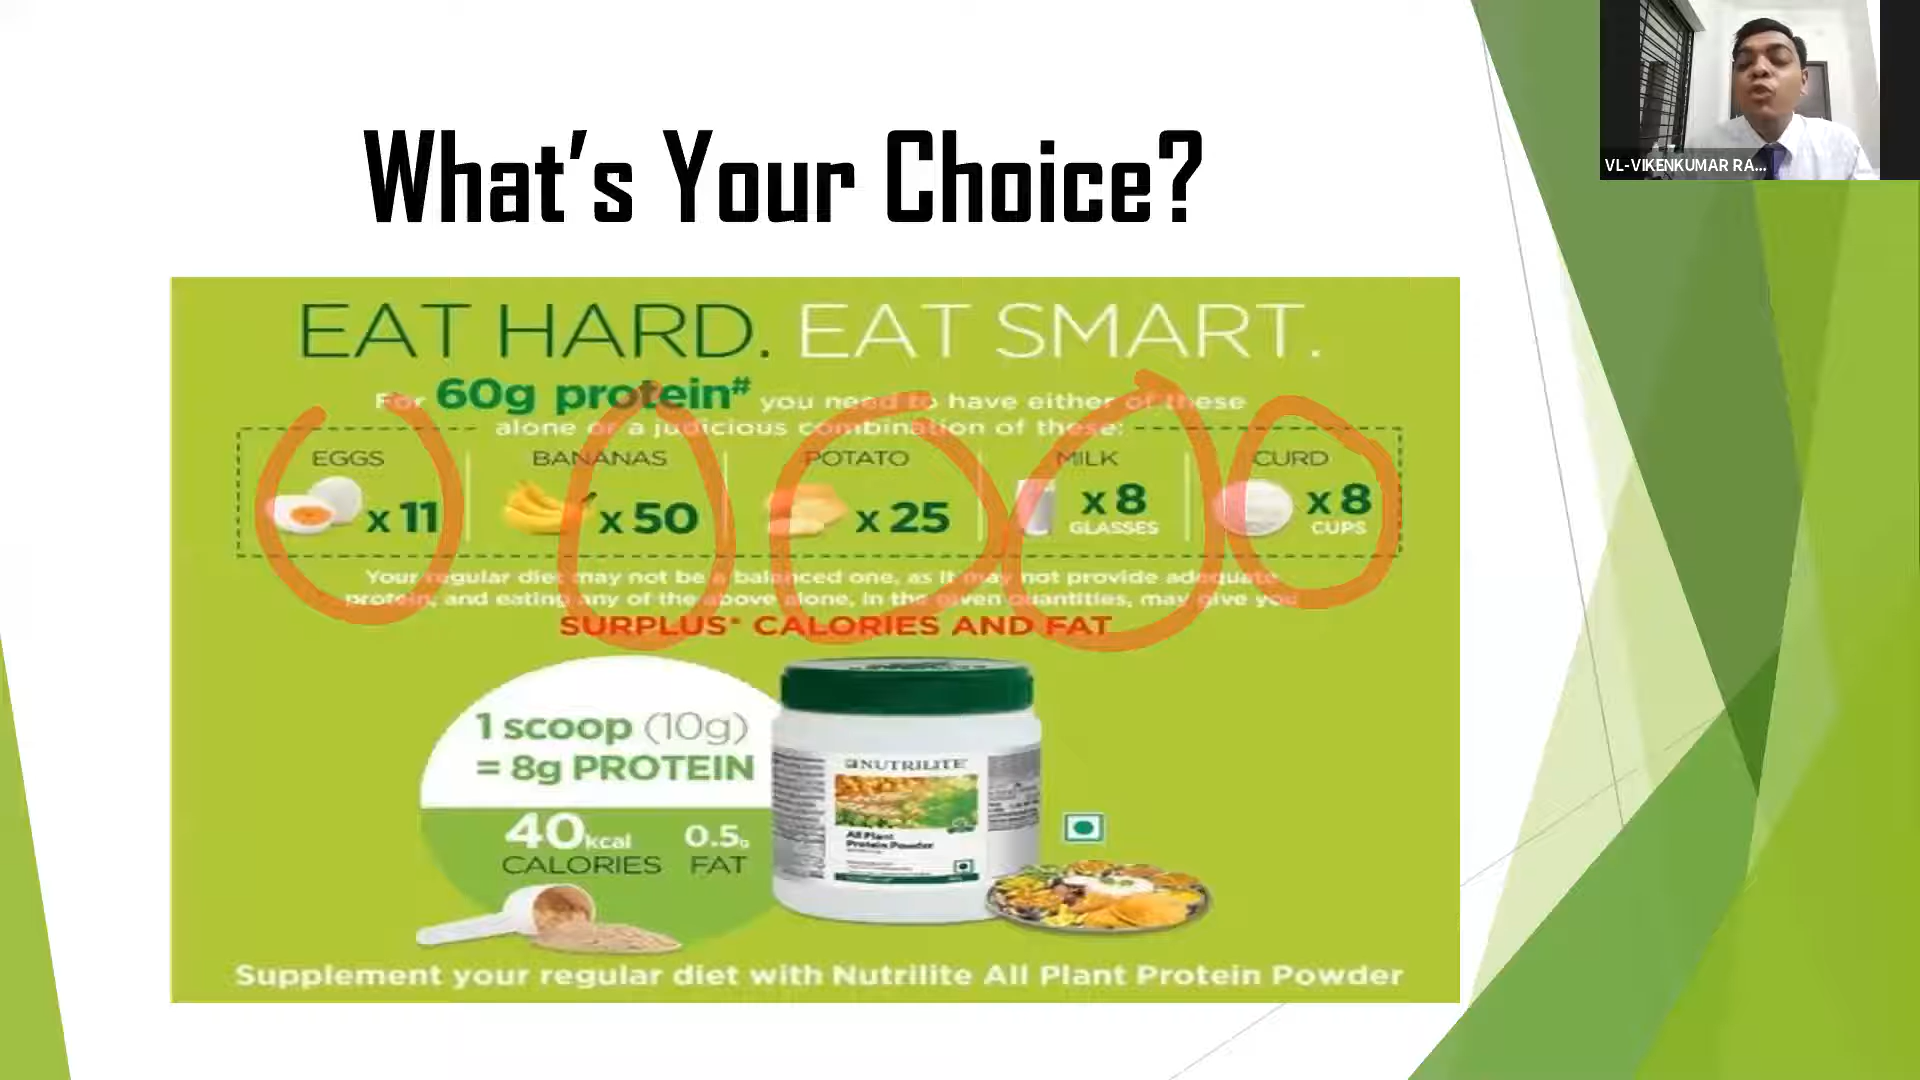 VL-VIKENKUMAR RA...
What's Your Choice?
EAT HARD. EAT SMART.
For 60g protein# you need to have either of these
alone or a judicious combination of these:
EGGS
x 11
BANANAS
x 50
POTATO
x 25
MILK
x 8
GLASSES
CURD
x 8
CUPS
Your regular diet may not be a balanced one, as it may not provide adequate
protein, and eating any of the above alone, in the given quantities, may give you
SURPLUS* CALORIES AND FAT
1 scoop (10g)
= 8g PROTEIN
40kcal
CALORIES
0.5g
FAT
NUTRILITE
All Plant
Protein Powder
Supplement your regular diet with Nutrilite All Plant Protein Powder